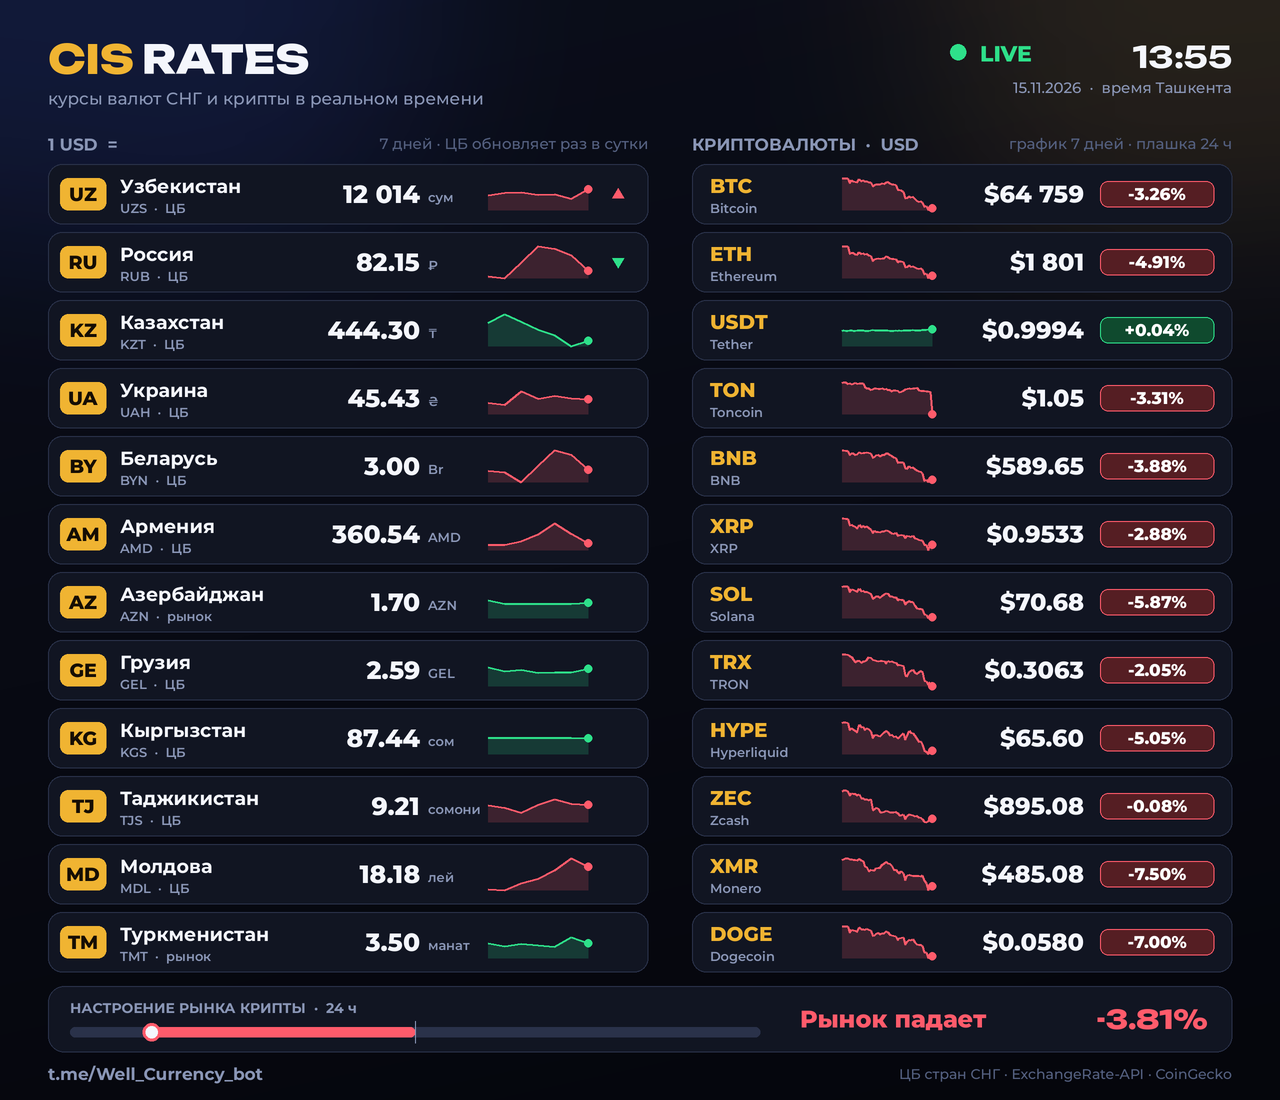 CIS RATES
курсы валют СНГ и крипты в реальном времени
LIVE 13:55
15.11.2026 · время Ташкента
1 USD =
7 дней · ЦБ обновляет раз в сутки
UZ Узбекистан 12 014 сум
UZS · ЦБ
RU Россия 82.15 ₽
RUB · ЦБ
KZ Казахстан 444.30 ₸
KZT · ЦБ
UA Украина 45.43 ₴
UAH · ЦБ
BY Беларусь 3.00 Br
BYN · ЦБ
AM Армения 360.54 AMD
AMD · ЦБ
AZ Азербайджан 1.70 AZN
AZN · рынок
GE Грузия 2.59 GEL
GEL · ЦБ
KG Кыргызстан 87.44 сом
KGS · ЦБ
TJ Таджикистан 9.21 сомони
TJS · ЦБ
MD Молдова 18.18 лей
MDL · ЦБ
TM Туркменистан 3.50 манат
TMT · рынок
КРИПТОВАЛЮТЫ · USD
график 7 дней · плашка 24 ч
BTC $64 759 -3.26%
Bitcoin
ETH $1 801 -4.91%
Ethereum
USDT $0.9994 +0.04%
Tether
TON $1.05 -3.31%
Toncoin
BNB $589.65 -3.88%
BNB
XRP $0.9533 -2.88%
XRP
SOL $70.68 -5.87%
Solana
TRX $0.3063 -2.05%
TRON
HYPE $65.60 -5.05%
Hyperliquid
ZEC $895.08 -0.08%
Zcash
XMR $485.08 -7.50%
Monero
DOGE $0.0580 -7.00%
Dogecoin
НАСТРОЕНИЕ РЫНКА КРИПТЫ · 24 ч
Рынок падает -3.81%
t.me/Well_Currency_bot
ЦБ стран СНГ · ExchangeRate-API · CoinGecko